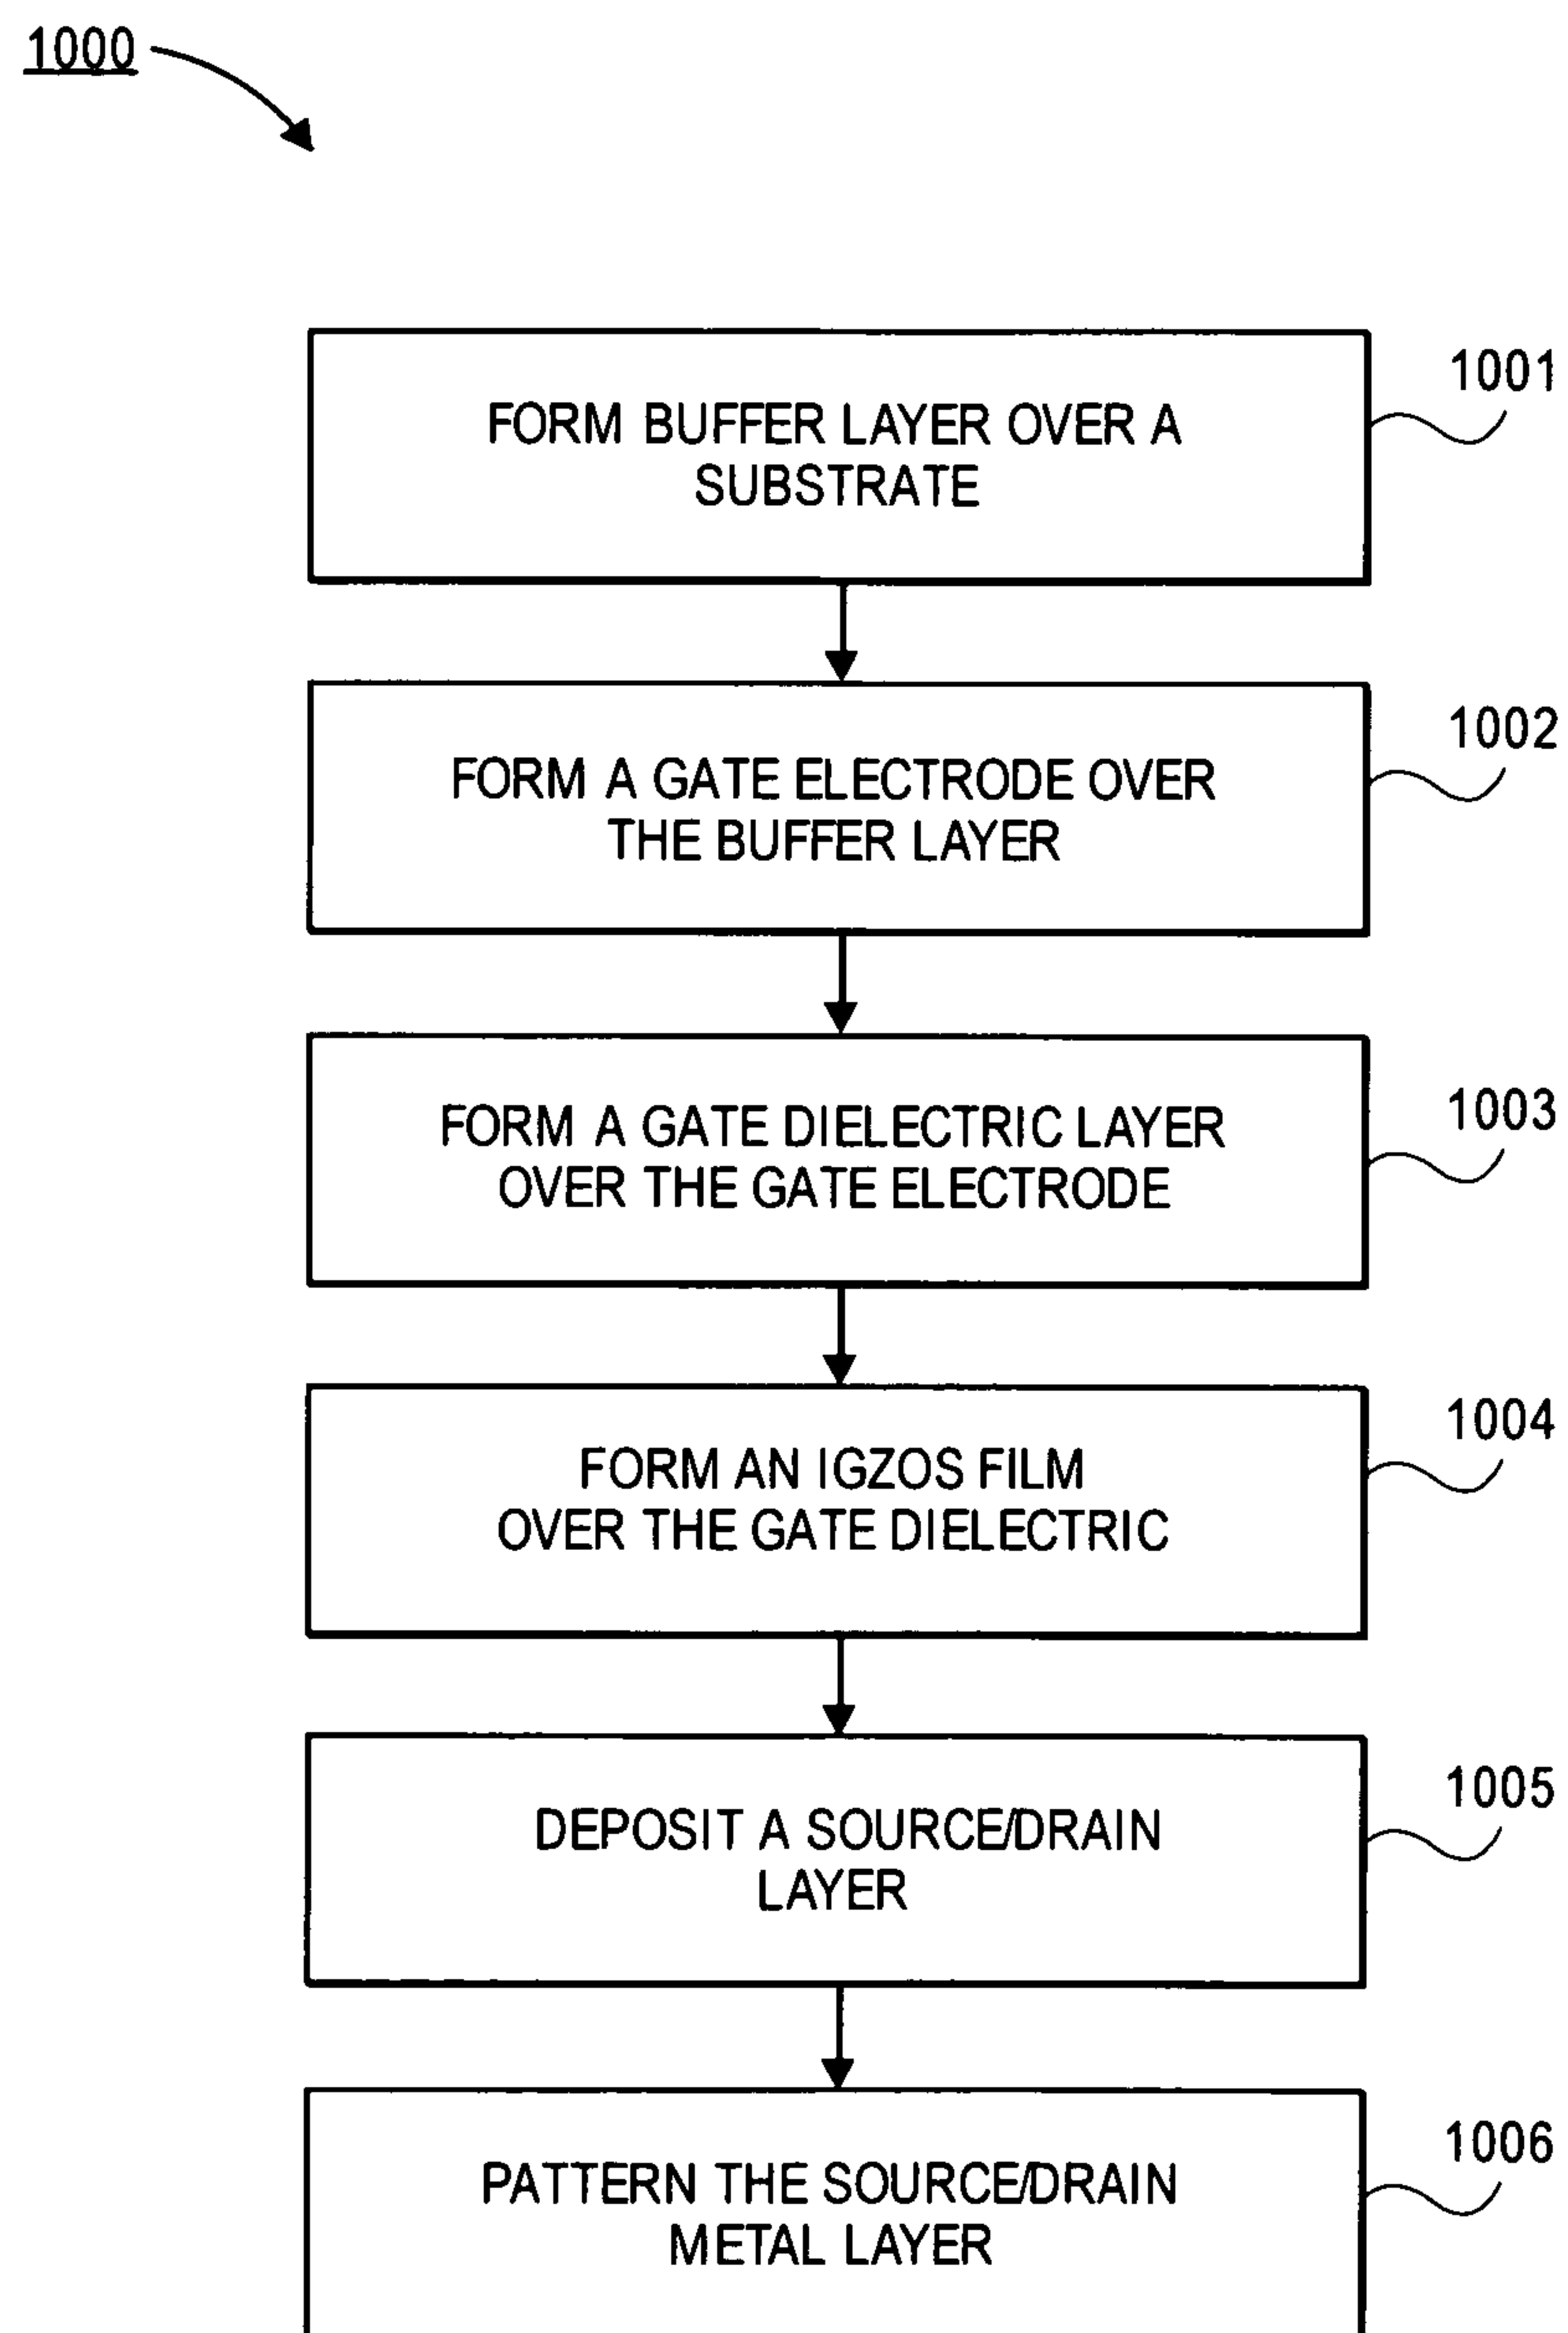 1000
FORM BUFFER LAYER OVER A
SUBSTRATE
1001
FORM A GATE ELECTRODE OVER
THE BUFFER LAYER
1002
FORM A GATE DIELECTRIC LAYER
OVER THE GATE ELECTRODE
1003
FORM AN IGZOS FILM
OVER THE GATE DIELECTRIC
1004
DEPOSIT A SOURCE/DRAIN
LAYER
1005
PATTERN THE SOURCE/DRAIN
METAL LAYER
1006